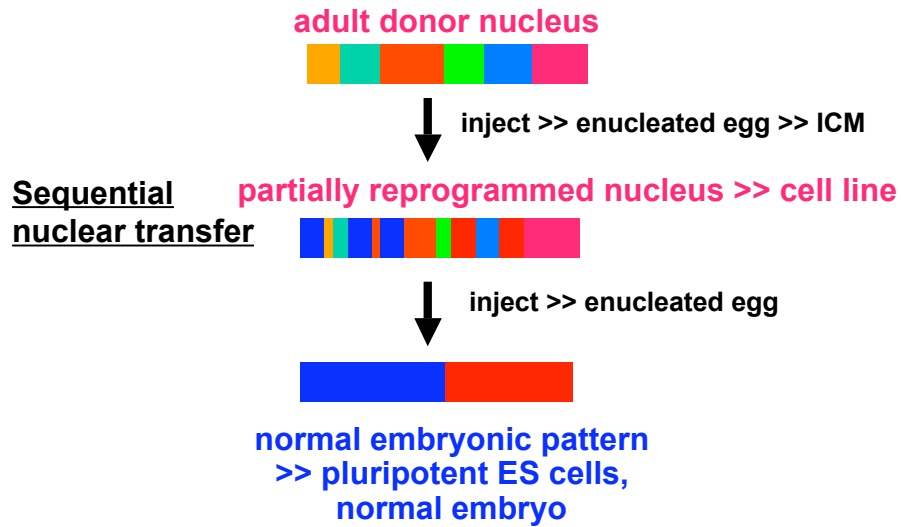 adult donor nucleus
inject >> enucleated egg >> ICM
Sequential
nuclear transfer
partially reprogrammed nucleus >> cell line
inject >> enucleated egg
normal embryonic pattern
>> pluripotent ES cells,
normal embryo